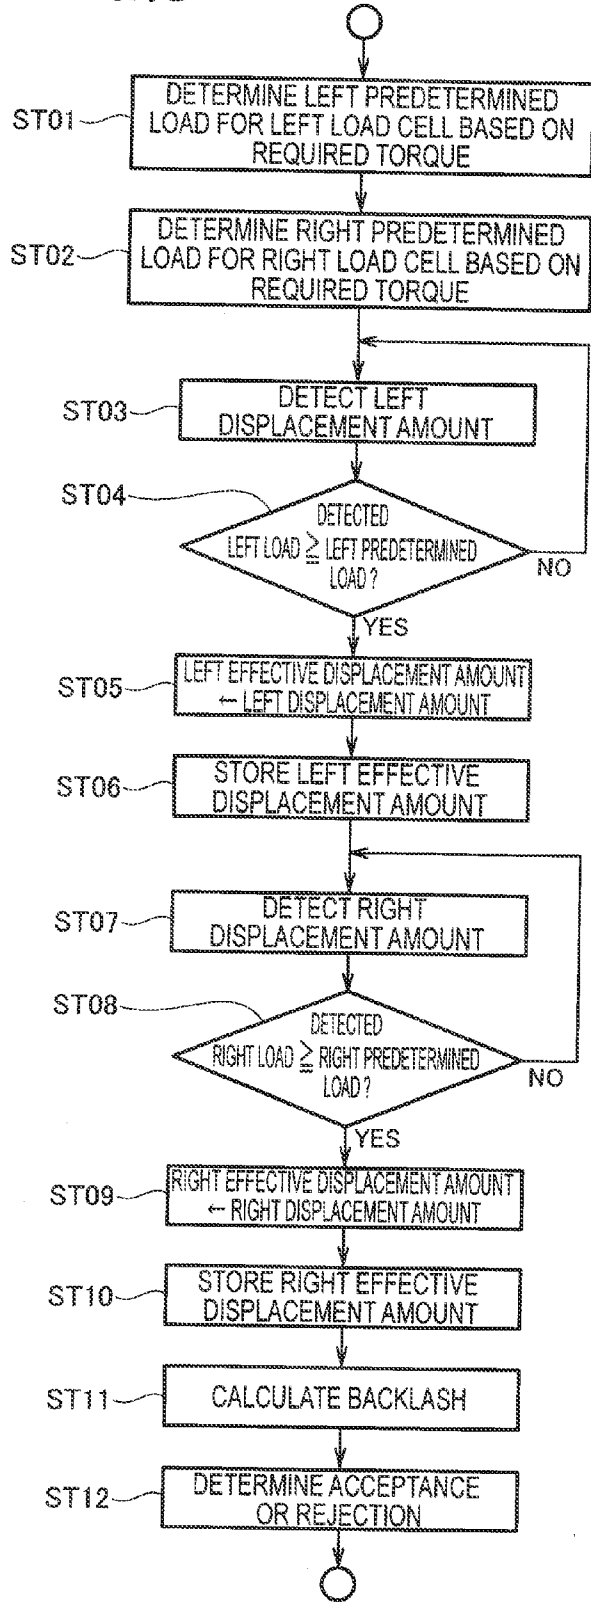 ST01
DETERMINE LEFT PREDETERMINED
LOAD FOR LEFT LOAD CELL BASED ON
REQUIRED TORQUE
ST02
DETERMINE RIGHT PREDETERMINED
LOAD FOR RIGHT LOAD CELL BASED ON
REQUIRED TORQUE
ST03
DETECT LEFT
DISPLACEMENT AMOUNT
ST04
DETECTED
LEFT LOAD ≧ LEFT PREDETERMINED
LOAD ?
NO
YES
ST05
LEFT EFFECTIVE DISPLACEMENT AMOUNT
← LEFT DISPLACEMENT AMOUNT
ST06
STORE LEFT EFFECTIVE
DISPLACEMENT AMOUNT
ST07
DETECT RIGHT
DISPLACEMENT AMOUNT
ST08
DETECTED
RIGHT LOAD ≧ RIGHT PREDETERMINED
LOAD ?
NO
YES
ST09
RIGHT EFFECTIVE DISPLACEMENT AMOUNT
← RIGHT DISPLACEMENT AMOUNT
ST10
STORE RIGHT EFFECTIVE
DISPLACEMENT AMOUNT
ST11
CALCULATE BACKLASH
ST12
DETERMINE ACCEPTANCE
OR REJECTION